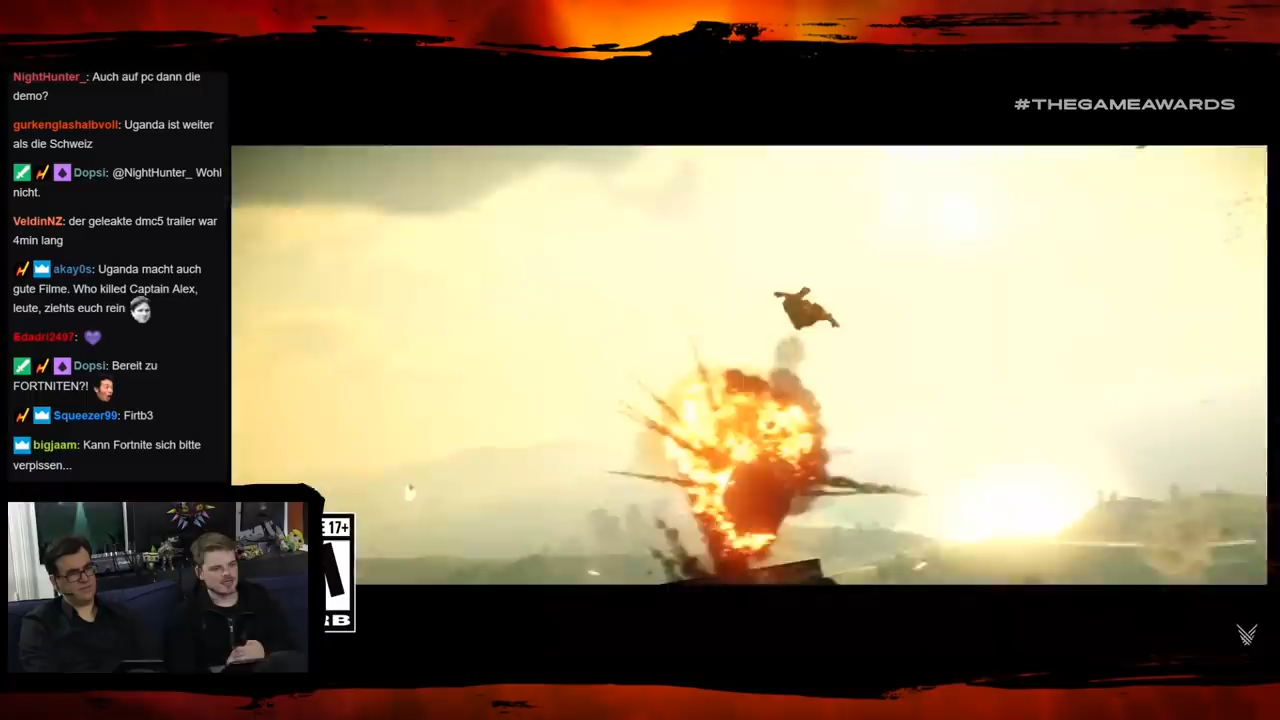 NightHunter_: Auch auf pc dann die
demo?
#THEGAMEAWARDS
gurkenglashalbvoll: Uganda ist weiter
als die Schweiz
Dopsi: @NightHunter_ Wohl
nicht.
VeldinNZ: der geleakte dmc5 trailer war
4min lang
akay0s: Uganda macht auch
gute Filme. Who killed Captain Alex,
leute, ziehts euch rein
Edadri2497:
Dopsi: Bereit zu
FORTNITEN?!
Squeezer99: Firtb3
bigjaam: Kann Fortnite sich bitte
verpissen...
E 17+
RB